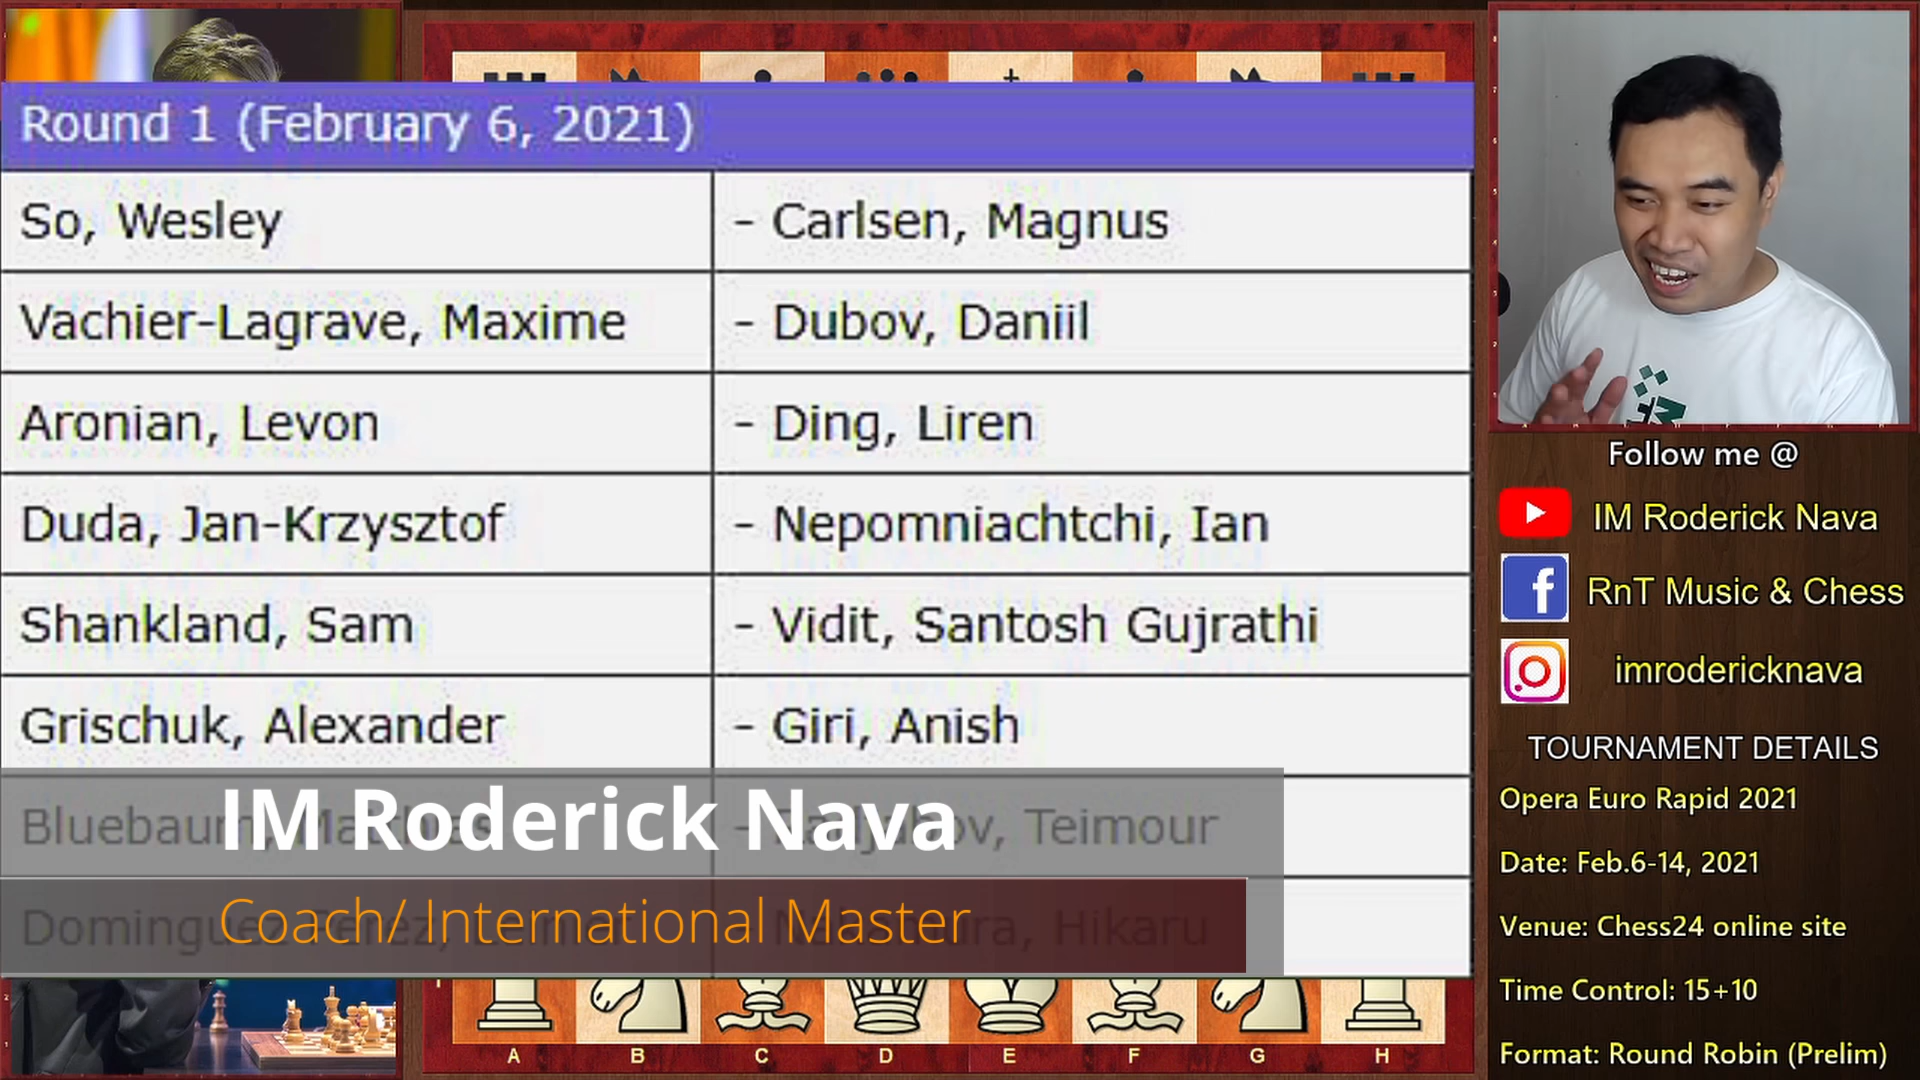 Round 1 (February 6, 2021)
So, Wesley - Carlsen, Magnus
Vachier-Lagrave, Maxime - Dubov, Daniil
Aronian, Levon - Ding, Liren
Duda, Jan-Krzysztof - Nepomniachtchi, Ian
Shankland, Sam - Vidit, Santosh Gujrathi
Grischuk, Alexander - Giri, Anish
Teimour
IM Roderick Nava
Hikaru
Coach/ International Master
A B C D E F G H
Follow me @
IM Roderick Nava
RnT Music & Chess
imrodericknava
TOURNAMENT DETAILS
Opera Euro Rapid 2021
Date: Feb.6-14, 2021
Venue: Chess24 online site
Time Control: 15+10
Format: Round Robin (Prelim)